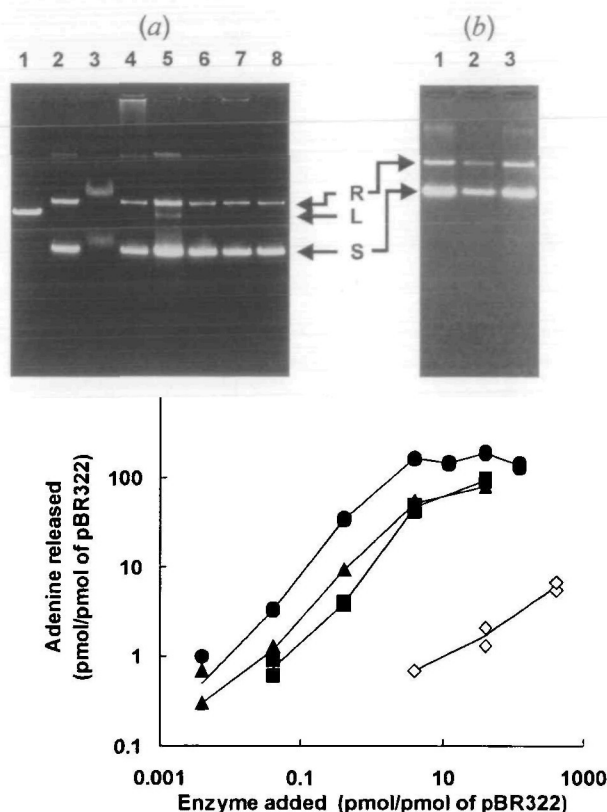 (a) (b)
1 2 3 4 5 6 7 8 1 2 3
R
L
S
Adenine released
(pmol/pmol of pBR322)
100
10
1
0.1
0.001 0.1 10 1000
Enzyme added (pmol/pmol of pBR322)